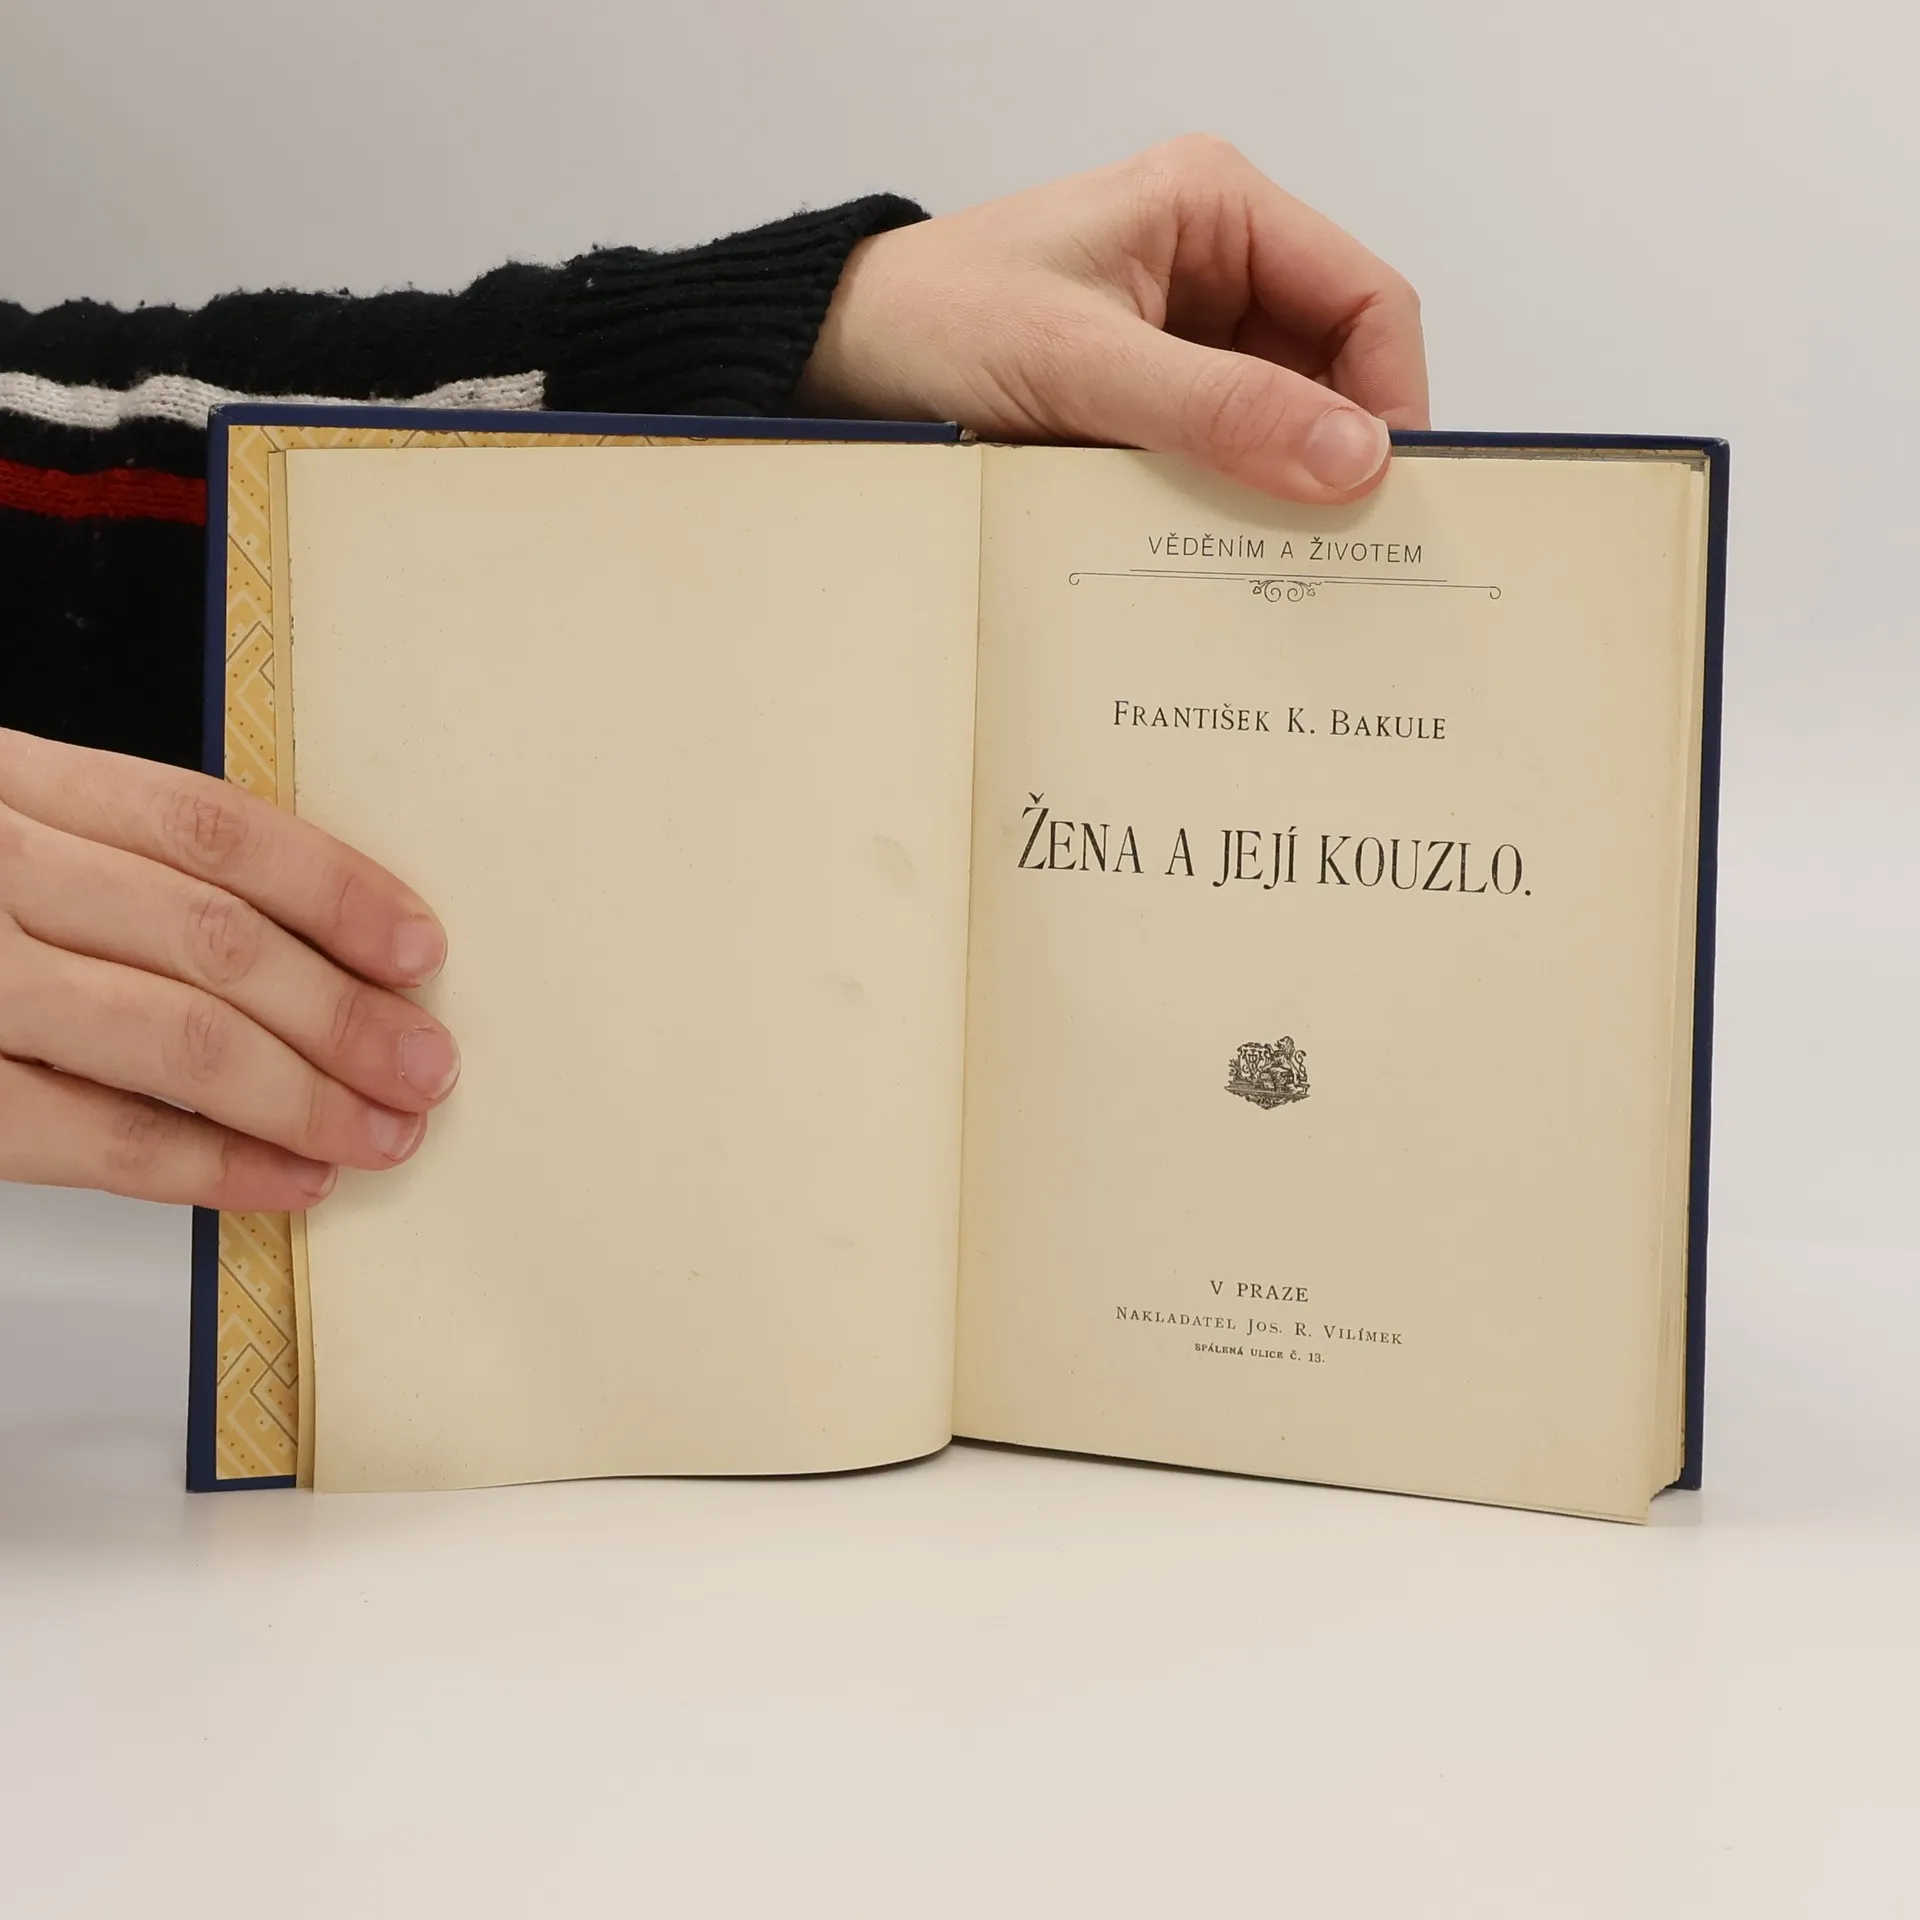 VĚDĚNÍM A ŽIVOTEM
FRANTIŠEK K. BAKULE
ŽENA A JEJÍ KOUZLO.
V PRAZE
NAKLADATEL JOS. R. VILÍMEK
SPÁLENÁ ULICE Č. 13.